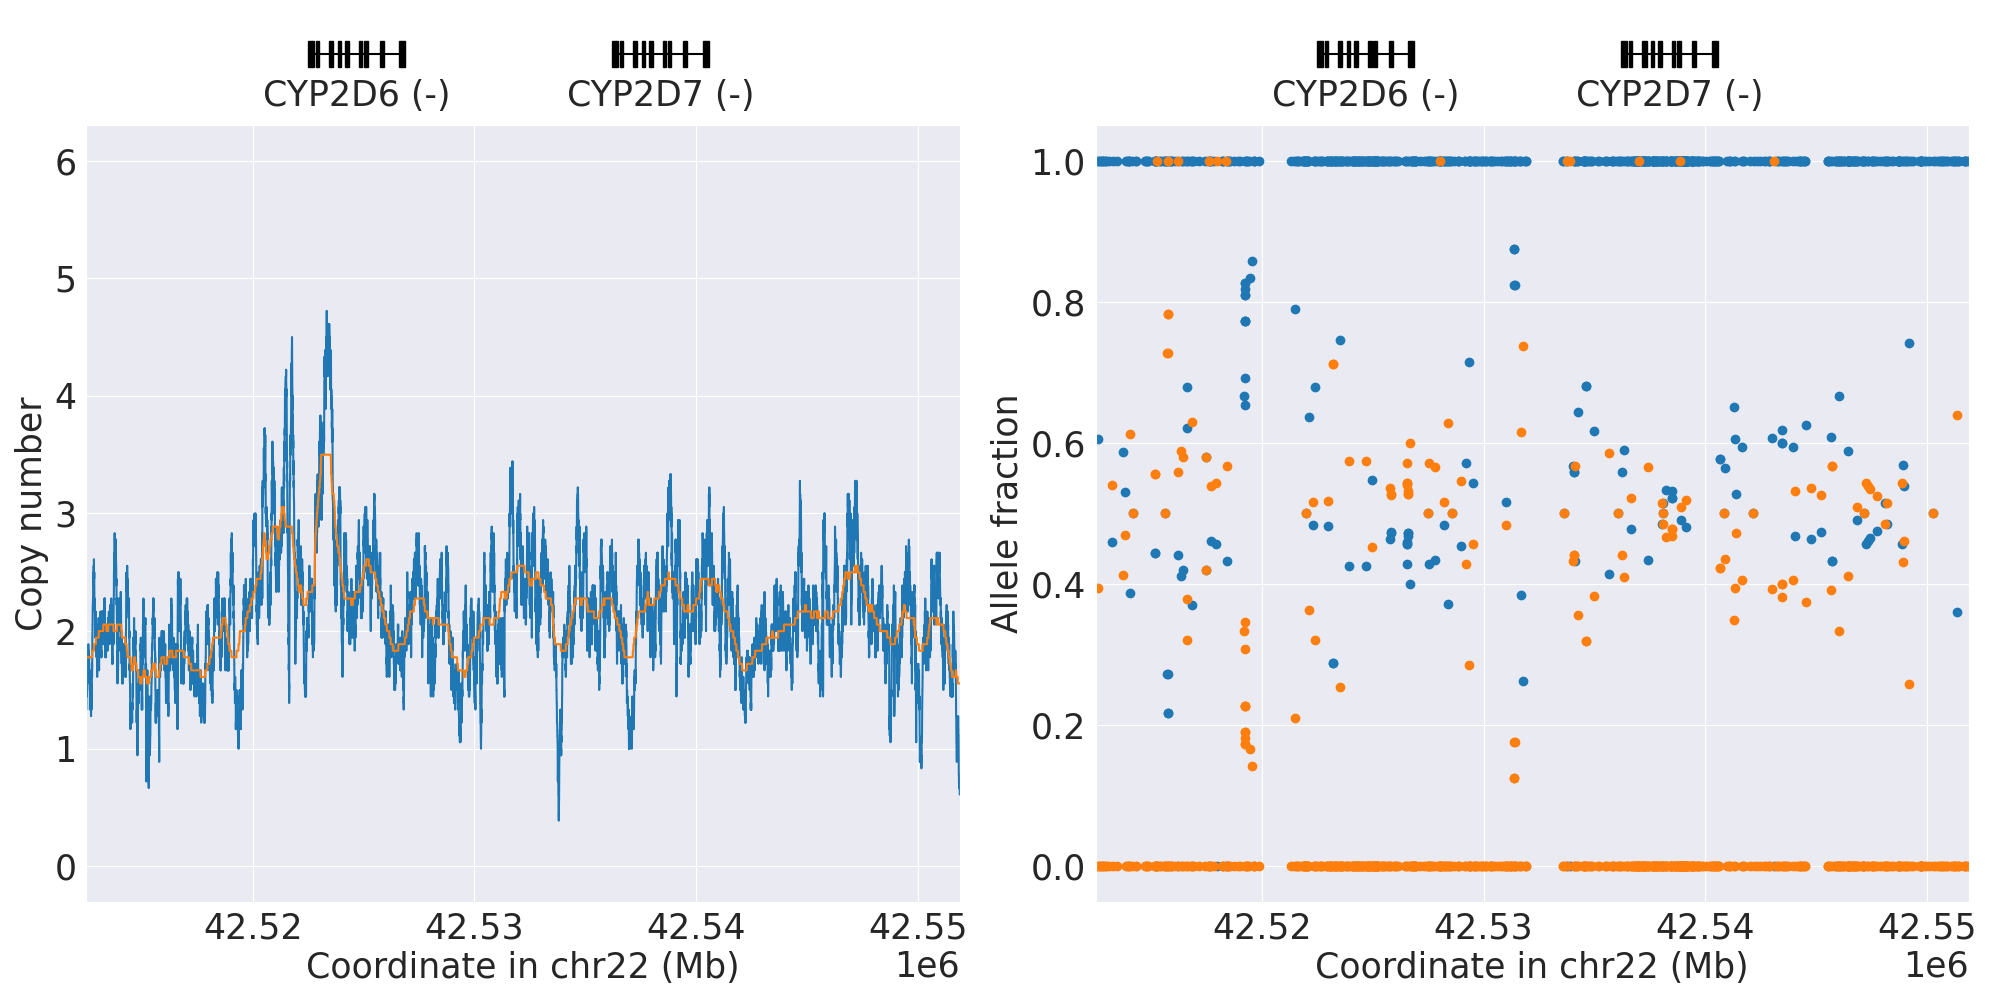 CYP2D6 (-) CYP2D7 (-)
6
5
4
3
2
1
0
Copy number
42.52 42.53 42.54 42.55
Coordinate in chr22 (Mb) 1e6
CYP2D6 (-) CYP2D7 (-)
1.0
0.8
0.6
0.4
0.2
0.0
Allele fraction
42.52 42.53 42.54 42.55
Coordinate in chr22 (Mb) 1e6